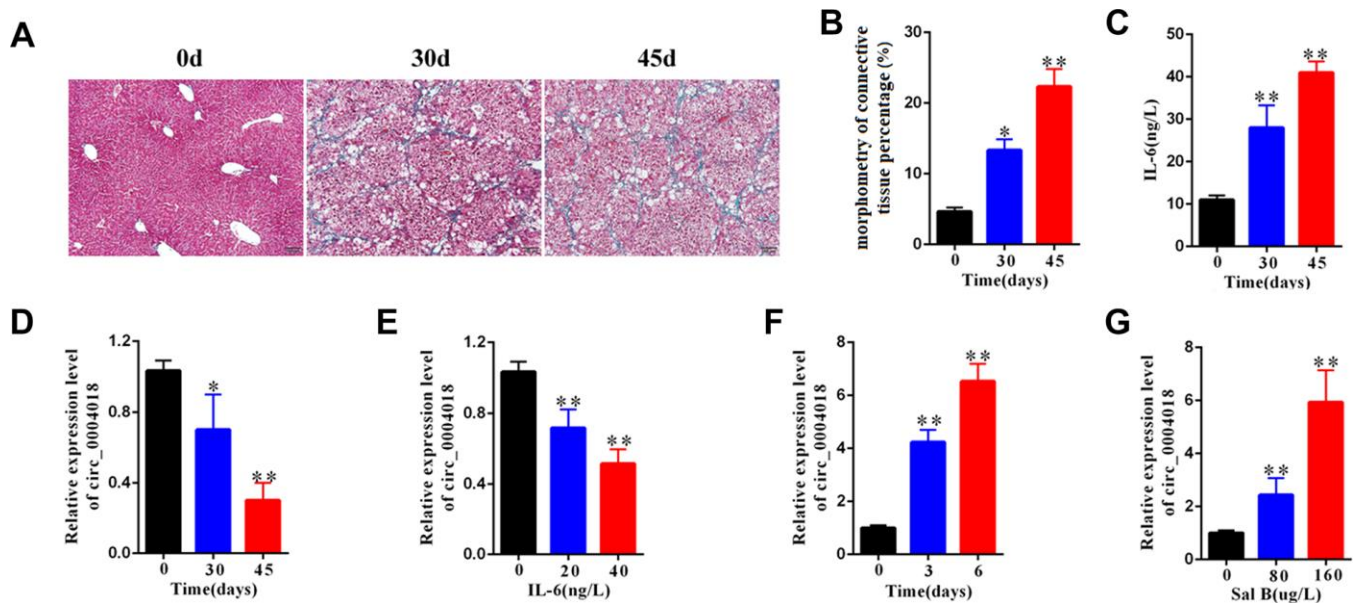 A
0d 30d 45d
B
morphometry of connective
tissue percentage (%)
30
20
10
0
* **
0 30 45
Time(days)
C
IL-6(ng/L)
50
40
30
20
10
0
** **
0 30 45
Time(days)
D
Relative expression level
of circ_0004018
1.2
0.8
0.4
0.0
* **
0 30 45
Time(days)
E
Relative expression level
of circ_0004018
1.2
0.8
0.4
0.0
** **
0 20 40
IL-6(ng/L)
F
Relative expression level
of circ_0004018
8
6
4
2
0
** **
0 3 6
Time(days)
G
Relative expression level
of circ_0004018
8
6
4
2
0
** **
0 80 160
Sal B(ug/L)